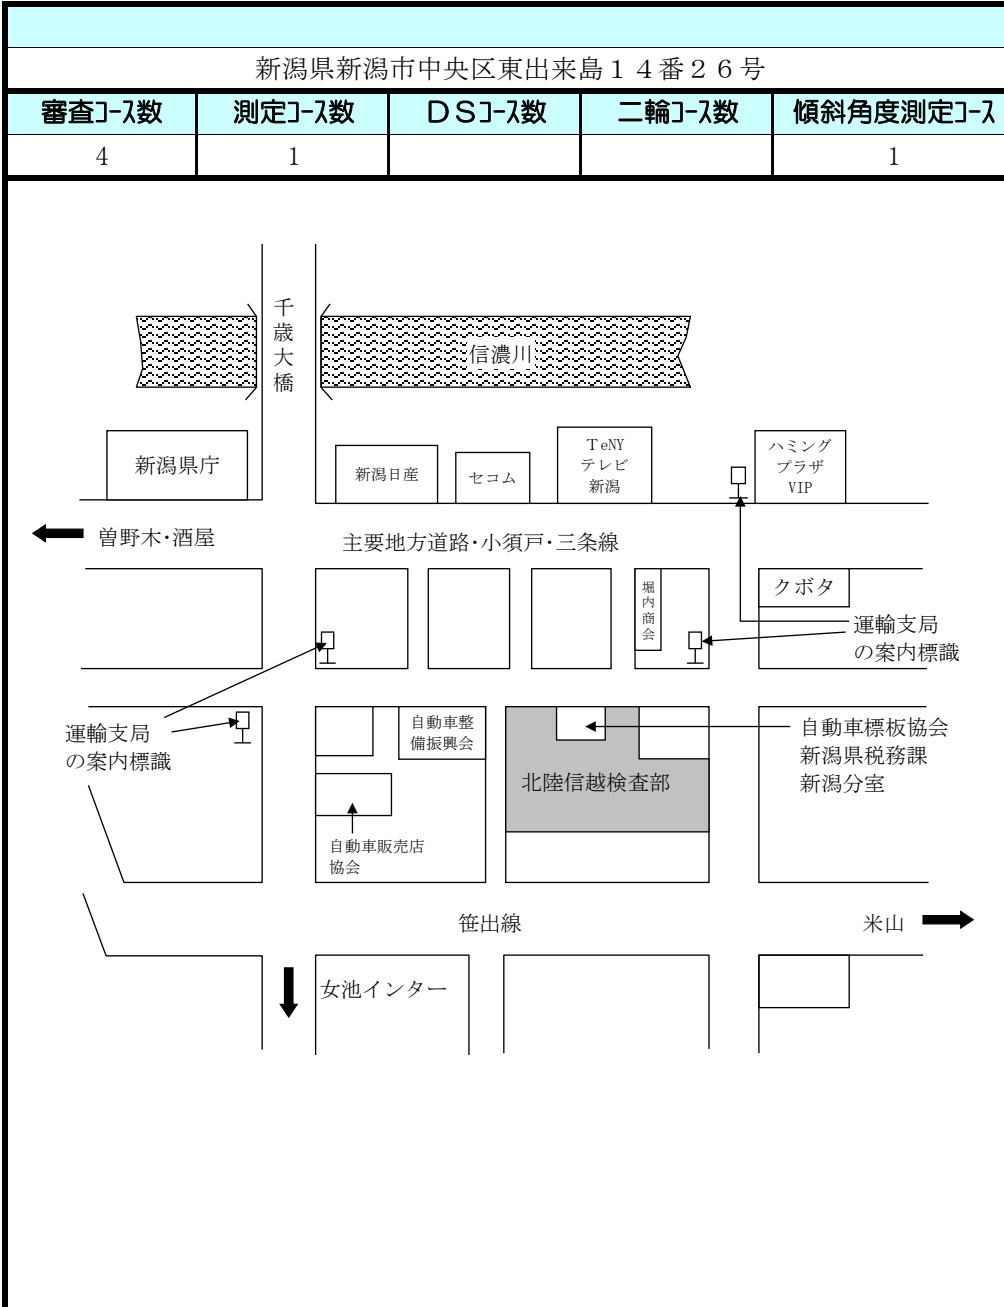 新潟県新潟市中央区東出来島１４番２６号
審査ｺｰｽ数 測定ｺｰｽ数 ＤＳｺｰｽ数 二輪ｺｰｽ数 傾斜角度測定ｺｰｽ
4 1 1
千歳大橋
信濃川
新潟県庁
新潟日産
セコム
ＴeNY
テレビ
新潟
ハミング
プラザ
VIP
曽野木･酒屋
主要地方道路･小須戸･三条線
堀内商会
クボタ
運輸支局
の案内標識
運輸支局
の案内標識
自動車整
備振興会
自動車標板協会
新潟県税務課
新潟分室
北陸信越検査部
自動車販売店
協会
笹出線
米山
女池インター